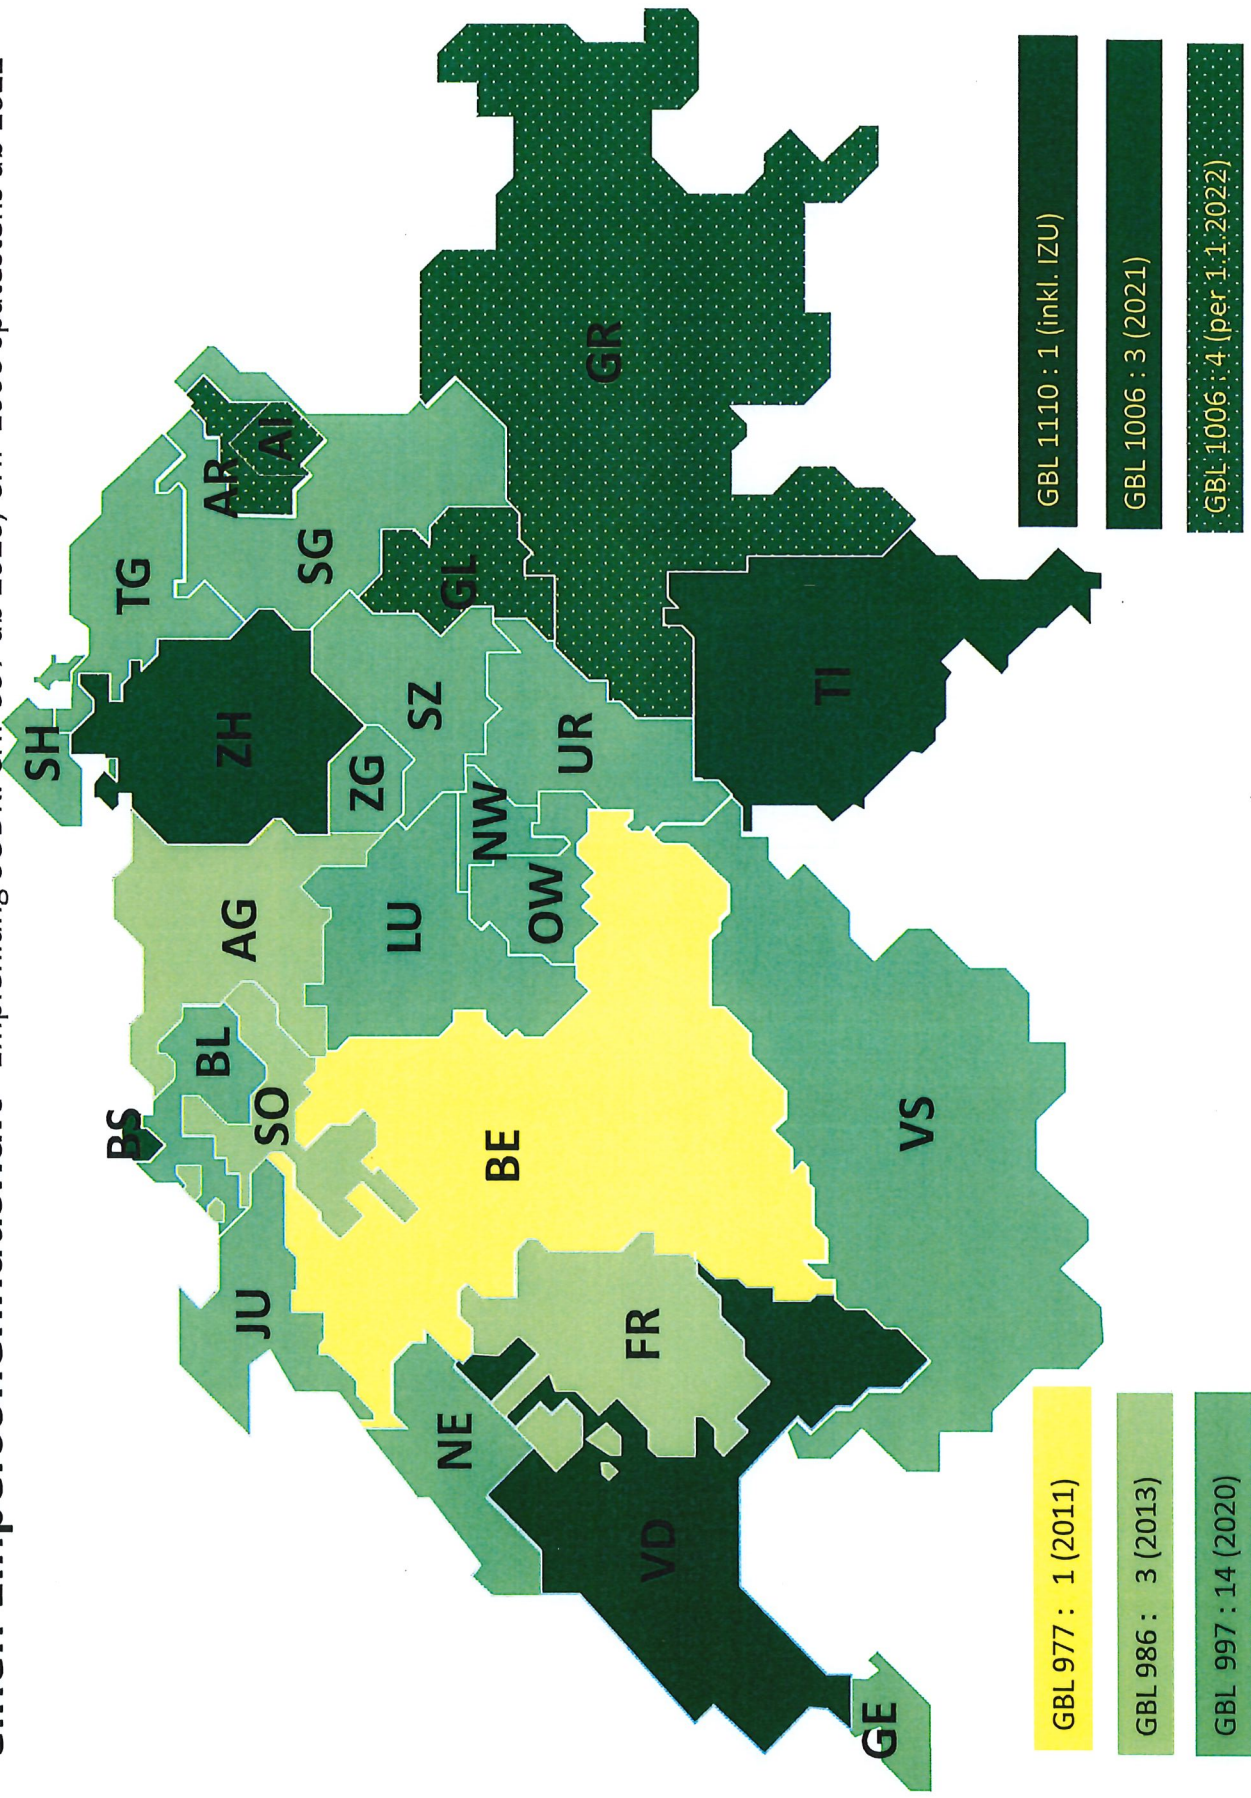 SH
BS
TG
BL
AR
ZH
AG
JU
SO
AI
SG
ZG
LU
SZ
NE
GL
NW
BE
OW
UR
GR
FR
VD
TI
GE
VS
GBL 977 : 1 (2011)
GBL 986 : 3 (2013)
GBL 997 : 14 (2020)
GBL 1110 : 1 (inkl. IZU)
GBL 1006 : 3 (2021)
GBL 1006 : 4 (per 1.1.2022)